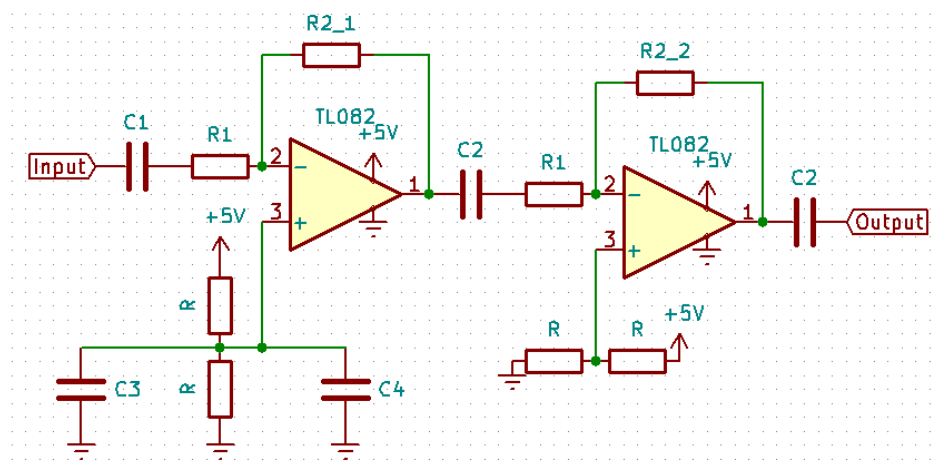 R2_1
R2_2
C1
R1
TL082
+5V
C2
R1
TL082
+5V
C2
Input
2
-
1
2
-
1
3
+
3
+
Output
+5V
R
R
R
+5V
R
C3
C4